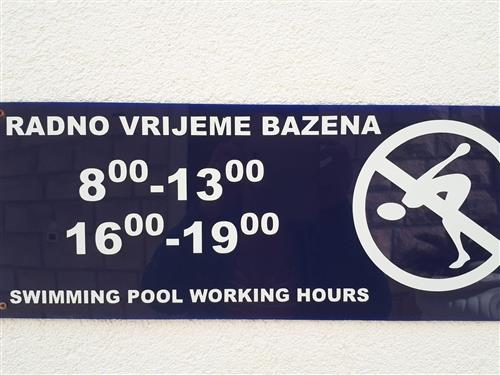 RADNO VRIJEME BAZENA
8⁰⁰-13⁰⁰
16⁰⁰-19⁰⁰
SWIMMING POOL WORKING HOURS